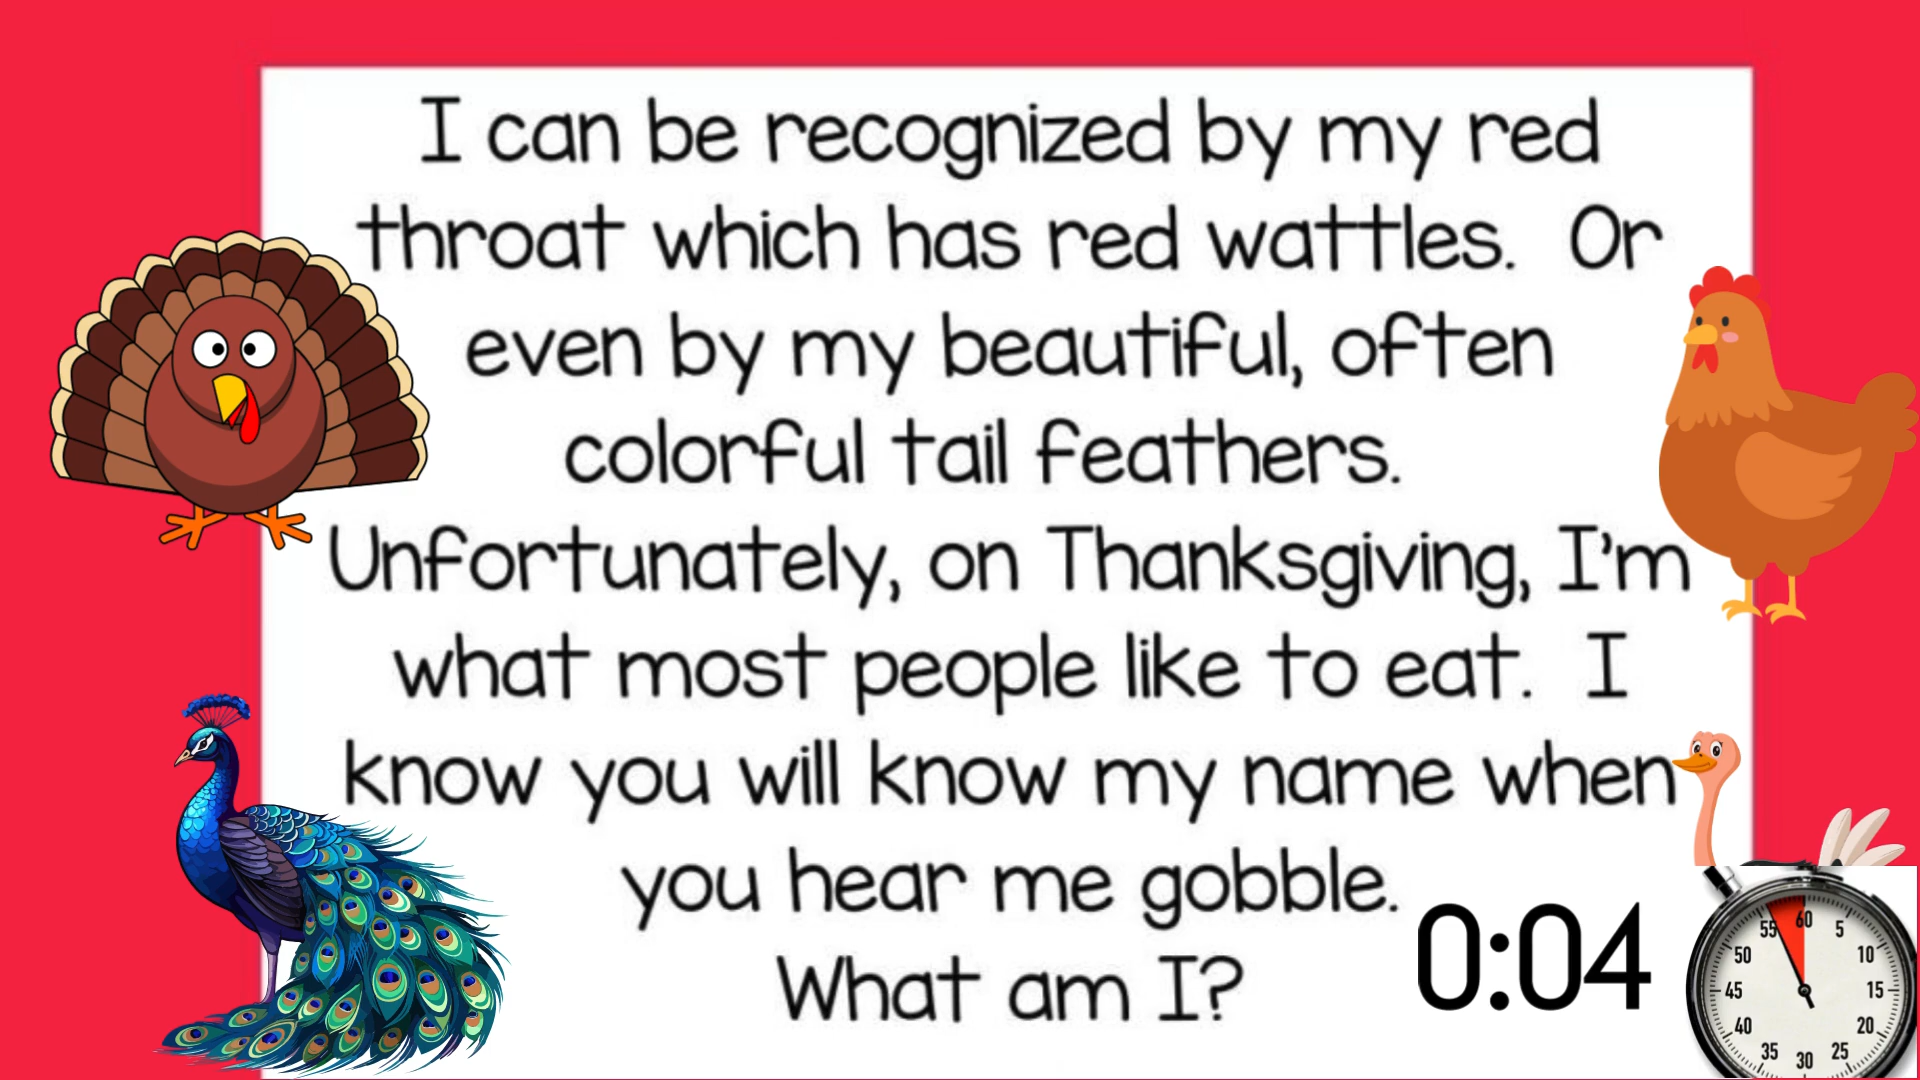 I can be recognized by my red
throat which has red wattles. Or
even by my beautiful, often
colorful tail feathers.
Unfortunately, on Thanksgiving, I'm
what most people like to eat. I
know you will know my name when
you hear me gobble.
What am I?
0:04
60
5
10
15
20
25
30
35
40
45
50
55